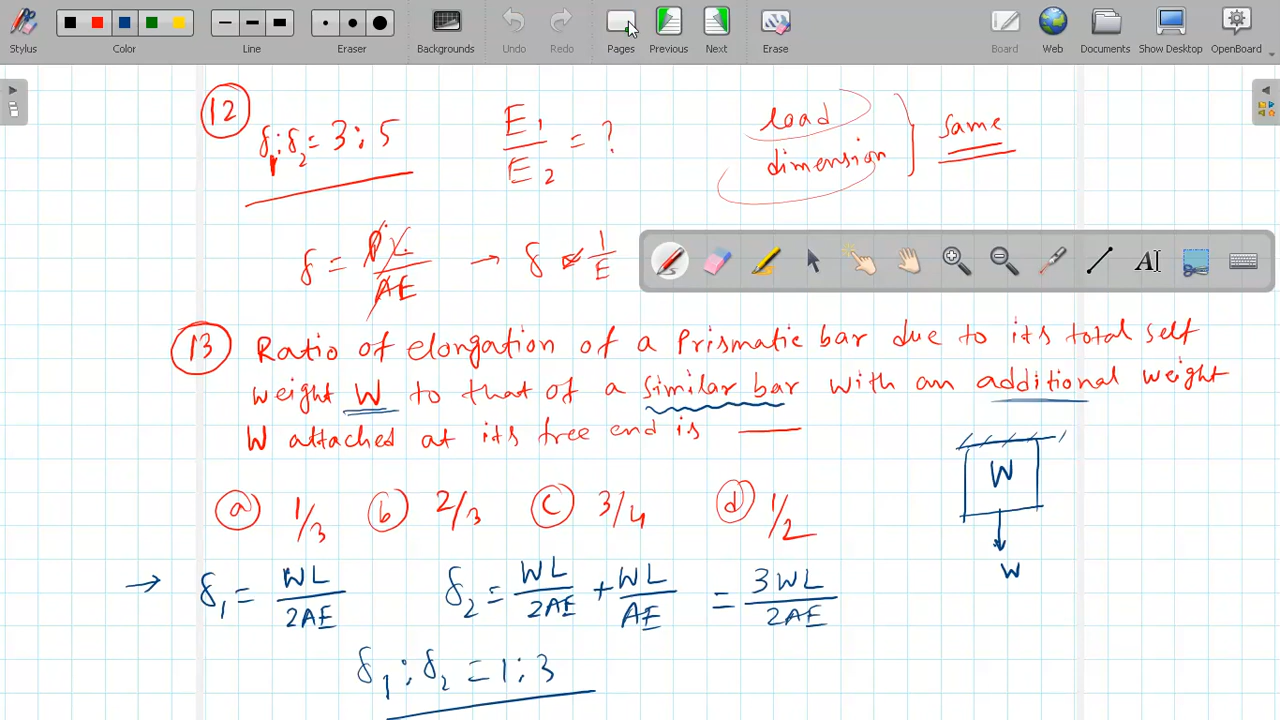 Stylus Color Line Eraser Backgrounds Undo Redo Pages Previous Next Erase Board Web Documents Show Desktop OpenBoard
12 δ1:δ2 = 3:5 E1/E2 = ? load dimension } same
δ = PL/AE → δ ∝ 1/E
13 Ratio of elongation of a Prismatic bar due to its total self
weight W to that of a similar bar with an additional weight
W attached at its free end is ___
W
W
a 1/3 b 2/3 c 3/4 d 1/2
→ δ1 = WL/2AE δ2 = WL/2AE + WL/AE = 3WL/2AE
δ1:δ2 = 1:3